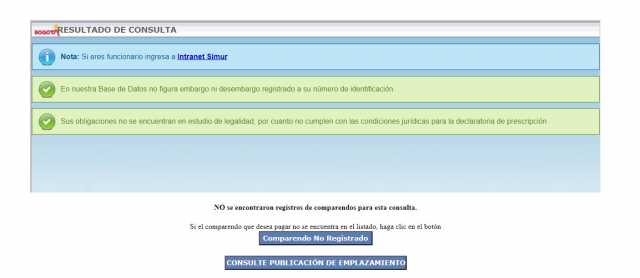 BOGOTÁ RESULTADO DE CONSULTA
Nota: Si eres funcionario ingresa a Intranet Simur
En nuestra Base de Datos no figura embargo ni desembargo registrado a su número de identificación
Sus obligaciones no se encuentran en estudio de legalidad, por cuanto no cumplen con las condiciones jurídicas para la declaratoria de prescripción
NO se encontraron registros de comparendos para esta consulta.
Si el comparendo que desea pagar no se encuentra en el listado, haga clic en el botón
Comparendo No Registrado
CONSULTE PUBLICACIÓN DE EMPLAZAMIENTO